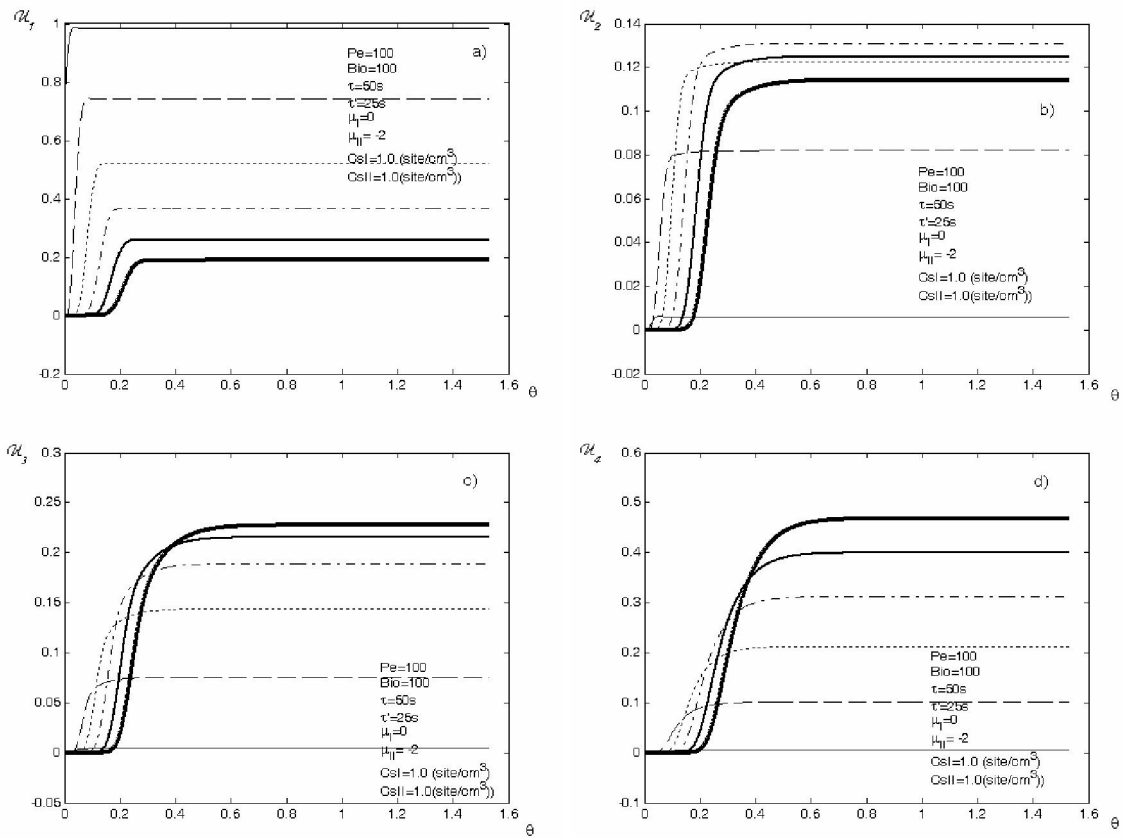 𝒰1
1
0.8
0.6
0.4
0.2
0
-0.2
0 0.2 0.4 0.6 0.8 1 1.2 1.4 1.6
θ
a)
Pe=100
Bio=100
τ=50s
τ'=25s
μI=0
μII= -2
CsI=1.0 (site/cm³)
CsII=1.0(site/cm³))
𝒰2
0.14
0.12
0.1
0.08
0.06
0.04
0.02
0
-0.02
0 0.2 0.4 0.6 0.8 1 1.2 1.4 1.6
θ
b)
Pe=100
Bio=100
τ=50s
τ'=25s
μI=0
μII= -2
CsI=1.0 (site/cm³)
CsII=1.0(site/cm³))
𝒰3
0.3
0.25
0.2
0.15
0.1
0.05
0
-0.05
0 0.2 0.4 0.6 0.8 1 1.2 1.4 1.6
θ
c)
Pe=100
Bio=100
τ=50s
τ'=25s
μI=0
μII= -2
CsI=1.0 (site/cm³)
CsII=1.0(site/cm³))
𝒰4
0.6
0.5
0.4
0.3
0.2
0.1
0
-0.1
0 0.2 0.4 0.6 0.8 1 1.2 1.4 1.6
θ
d)
Pe=100
Bio=100
τ=50s
τ'=25s
μI=0
μII= -2
CsI=1.0 (site/cm³)
CsII=1.0(site/cm³))